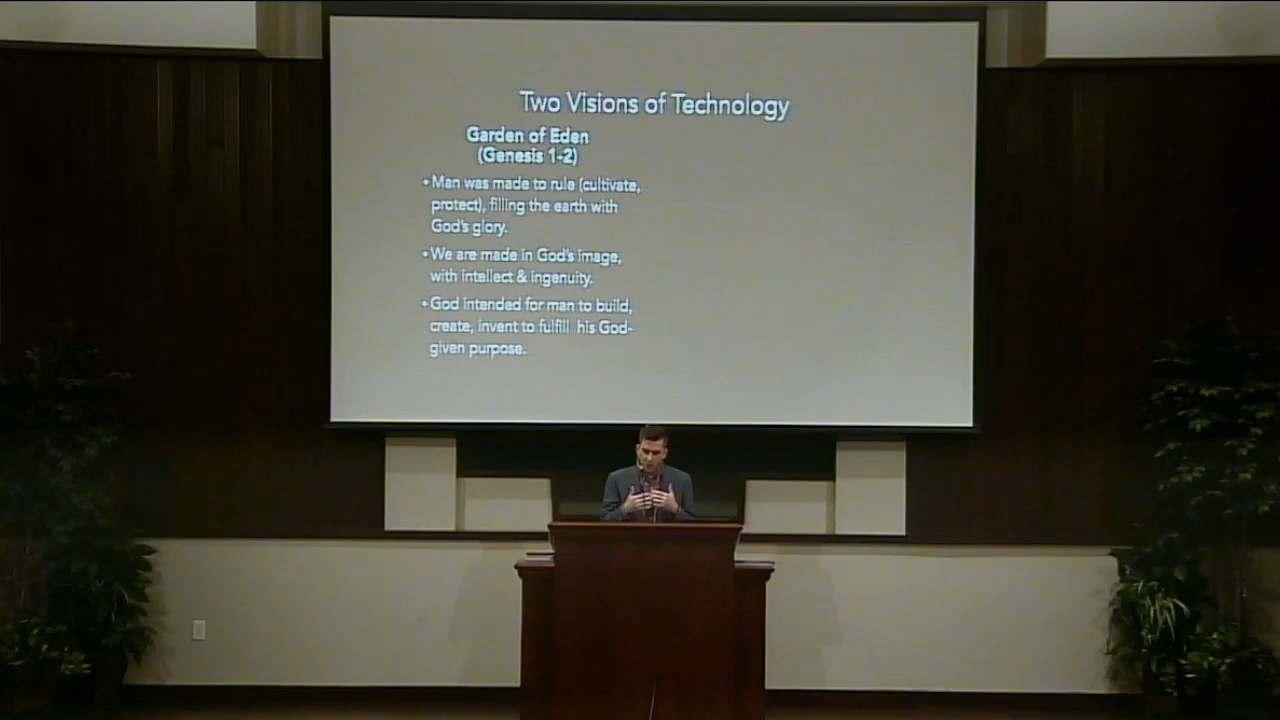 Two Visions of Technology
Garden of Eden
(Genesis 1-2)
• Man was made to rule (cultivate,
protect), filling the earth with
God's glory.
• We are made in God's image,
with intellect & ingenuity.
• God intended for man to build,
create, invent to fulfill his God-
given purpose.